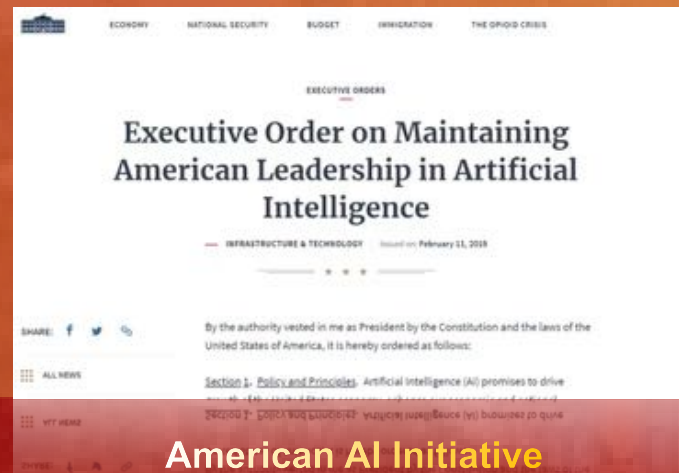 ECONOMY NATIONAL SECURITY BUDGET IMMIGRATION THE OPIOID CRISIS
EXECUTIVE ORDERS
Executive Order on Maintaining
American Leadership in Artificial
Intelligence
INFRASTRUCTURE & TECHNOLOGY Issued on: February 11, 2019
SHARE:
By the authority vested in me as President by the Constitution and the laws of the
United States of America, it is hereby ordered as follows:
ALL NEWS
Section 1. Policy and Principles. Artificial Intelligence (AI) promises to drive
American AI Initiative